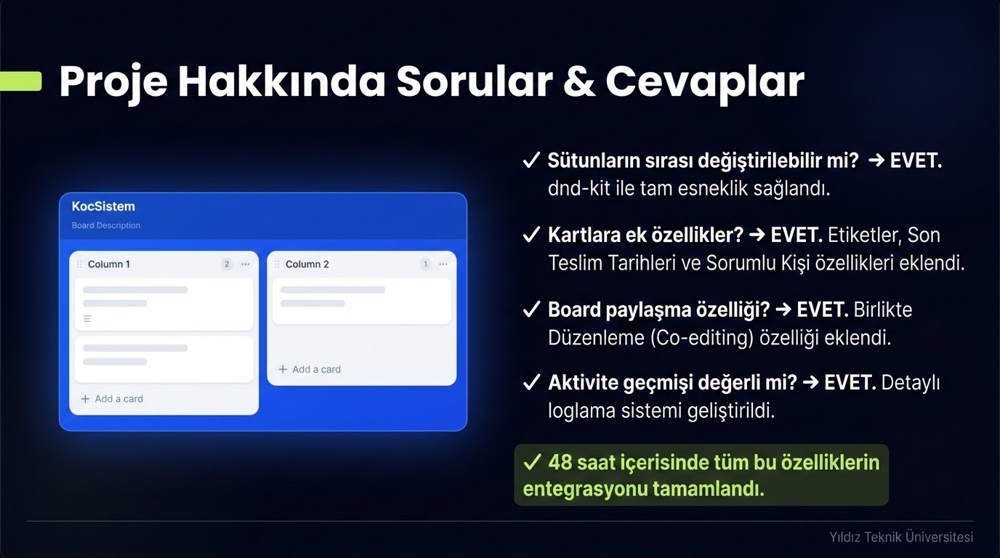 Proje Hakkında Sorular & Cevaplar
KocSistem
Board Description
Column 1
2
+ Add a card
Column 2
1
+ Add a card
✓ Sütunların sırası değiştirilebilir mi? → EVET.
dnd-kit ile tam esneklik sağlandı.
✓ Kartlara ek özellikler? → EVET. Etiketler, Son
Teslim Tarihleri ve Sorumlu Kişi özellikleri eklendi.
✓ Board paylaşma özelliği? → EVET. Birlikte
Düzenleme (Co-editing) özelliği eklendi.
✓ Aktivite geçmişi değerli mi? → EVET. Detaylı
loglama sistemi geliştirildi.
✓ 48 saat içerisinde tüm bu özelliklerin
entegrasyonu tamamlandı.
Yıldız Teknik Üniversitesi